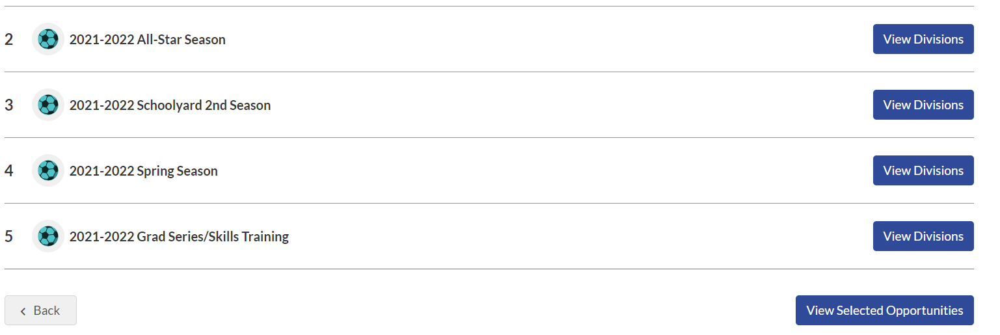 2 2021-2022 All-Star Season View Divisions
3 2021-2022 Schoolyard 2nd Season View Divisions
4 2021-2022 Spring Season View Divisions
5 2021-2022 Grad Series/Skills Training View Divisions
Back View Selected Opportunities